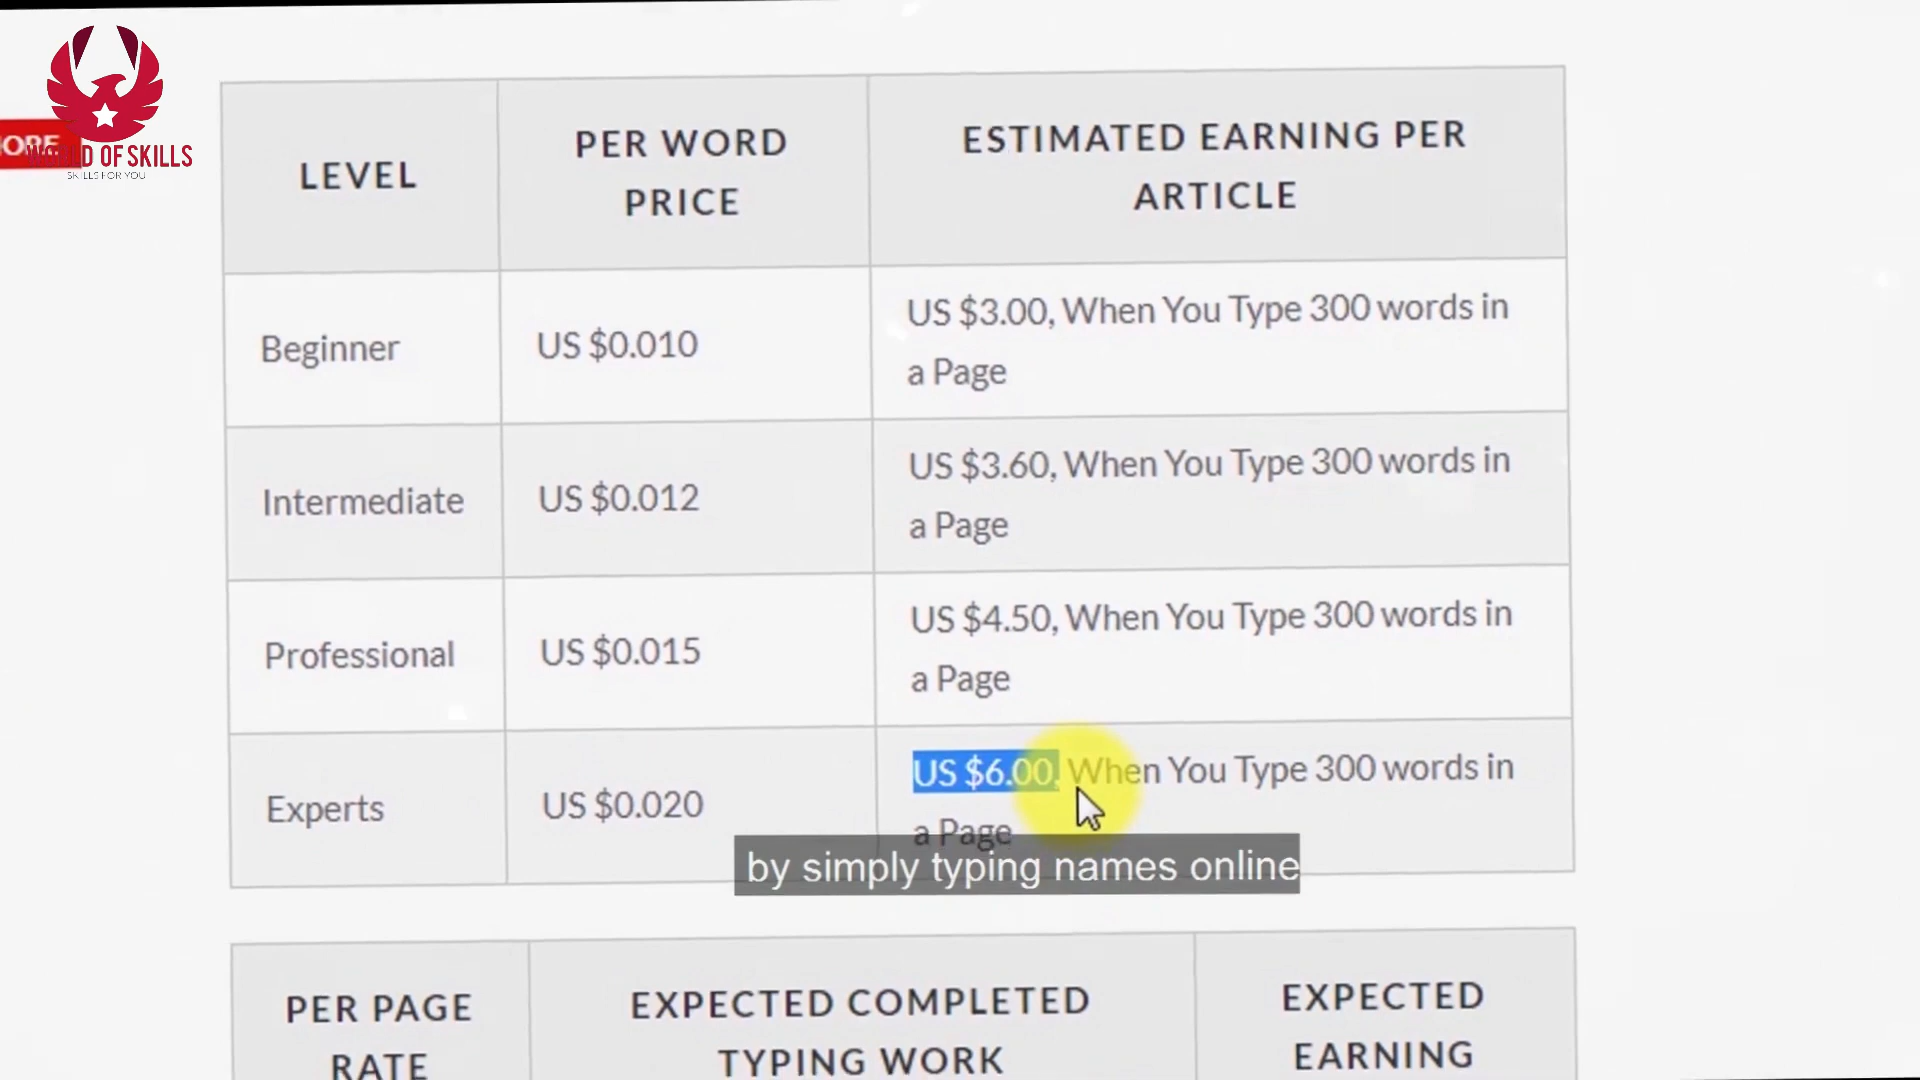 MORE
WORLD OF SKILLS
SKILLS FOR YOU
LEVEL
PER WORD
PRICE
ESTIMATED EARNING PER
ARTICLE
Beginner
US $0.010
US $3.00, When You Type 300 words in
a Page
Intermediate
US $0.012
US $3.60, When You Type 300 words in
a Page
Professional
US $0.015
US $4.50, When You Type 300 words in
a Page
Experts
US $0.020
US $6.00, When You Type 300 words in
a Page
by simply typing names online
PER PAGE
RATE
EXPECTED COMPLETED
TYPING WORK
EXPECTED
EARNING